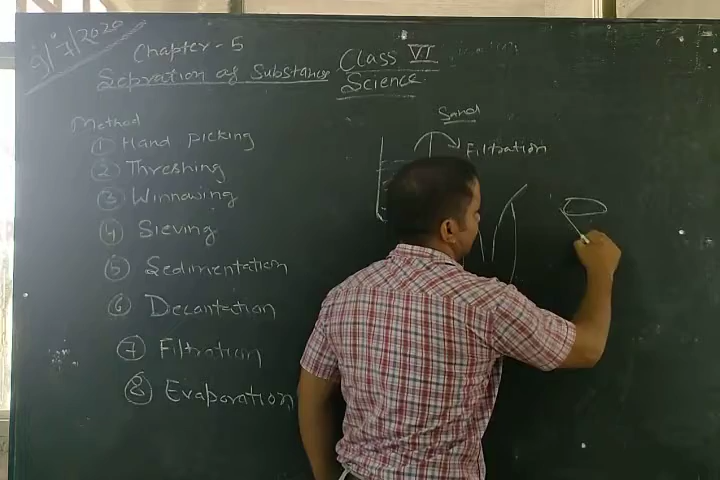 9/7/2020
Chapter-5
Sepration of Substance
Class VI
Science
Method
① Hand picking
② Threshing
③ Winnowing
④ Sieving
⑤ Sedimentation
⑥ Decantation
⑦ Filtration
⑧ Evaporation
Sand
Filtration